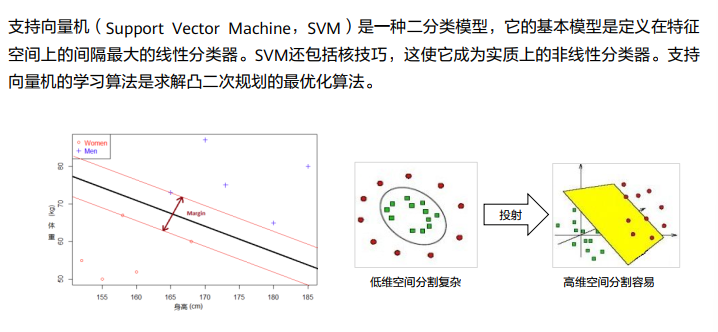 支持向量机（Support Vector Machine，SVM）是一种二分类模型，它的基本模型是定义在特征
空间上的间隔最大的线性分类器。SVM还包括核技巧，这使它成为实质上的非线性分类器。支持
向量机的学习算法是求解凸二次规划的最优化算法。
Women
Men
Margin
80
70
60
50
体重 (kg)
155 160 165 170 175 180 185
身高 (cm)
投射
低维空间分割复杂
高维空间分割容易